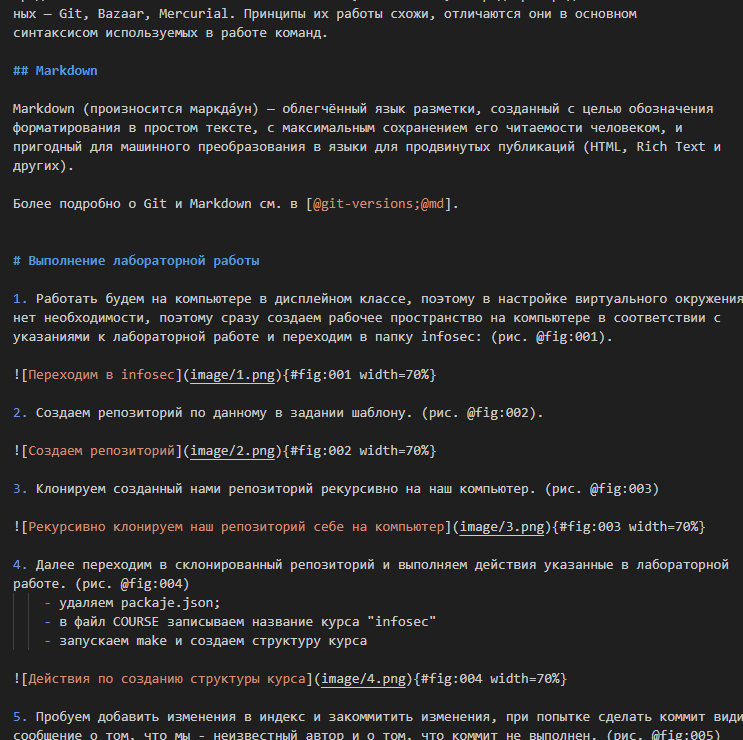 ных — Git, Bazaar, Mercurial. Принципы их работы схожи, отличаются они в основном
синтаксисом используемых в работе команд.
## Markdown
Markdown (произносится маркда́ун) — облегчённый язык разметки, созданный с целью обозначения
форматирования в простом тексте, с максимальным сохранением его читаемости человеком, и
пригодный для машинного преобразования в языки для продвинутых публикаций (HTML, Rich Text и
других).
Более подробно о Git и Markdown см. в [@git-versions;@md].
# Выполнение лабораторной работы
1. Работать будем на компьютере в дисплейном классе, поэтому в настройке виртуального окружения
нет необходимости, поэтому сразу создаем рабочее пространство на компьютере в соответствии с
указаниями к лабораторной работе и переходим в папку infosec: (рис. @fig:001).
![Переходим в infosec](image/1.png){#fig:001 width=70%}
2. Создаем репозиторий по данному в задании шаблону. (рис. @fig:002).
![Создаем репозиторий](image/2.png){#fig:002 width=70%}
3. Клонируем созданный нами репозиторий рекурсивно на наш компьютер. (рис. @fig:003)
![Рекурсивно клонируем наш репозиторий себе на компьютер](image/3.png){#fig:003 width=70%}
4. Далее переходим в склонированный репозиторий и выполняем действия указанные в лабораторной
работе. (рис. @fig:004)
- удаляем packaje.json;
- в файл COURSE записываем название курса "infosec"
- запускаем make и создаем структуру курса
![Действия по созданию структуры курса](image/4.png){#fig:004 width=70%}
5. Пробуем добавить изменения в индекс и закоммитить изменения, при попытке сделать коммит види
сообщение о том, что мы - неизвестный автор и о том, что коммит не выполнен. (рис. @fig:005)